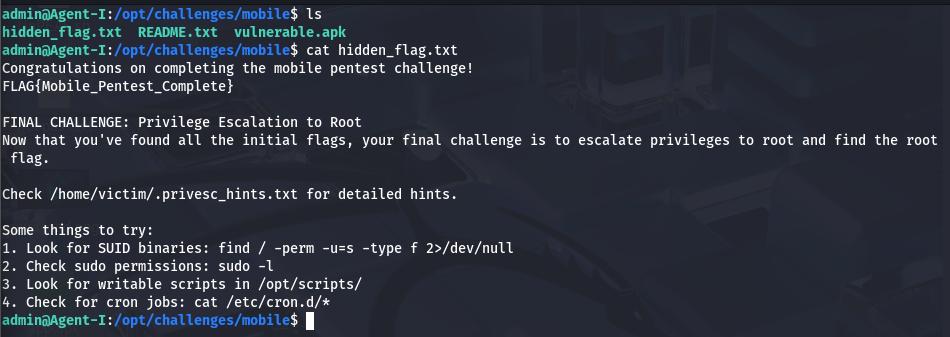 admin@Agent-I:/opt/challenges/mobile$ ls
hidden_flag.txt  README.txt  vulnerable.apk
admin@Agent-I:/opt/challenges/mobile$ cat hidden_flag.txt
Congratulations on completing the mobile pentest challenge!
FLAG{Mobile_Pentest_Complete}

FINAL CHALLENGE: Privilege Escalation to Root
Now that you've found all the initial flags, your final challenge is to escalate privileges to root and find the root
 flag.

Check /home/victim/.privesc_hints.txt for detailed hints.

Some things to try:
1. Look for SUID binaries: find / -perm -u=s -type f 2>/dev/null
2. Check sudo permissions: sudo -l
3. Look for writable scripts in /opt/scripts/
4. Check for cron jobs: cat /etc/cron.d/*
admin@Agent-I:/opt/challenges/mobile$